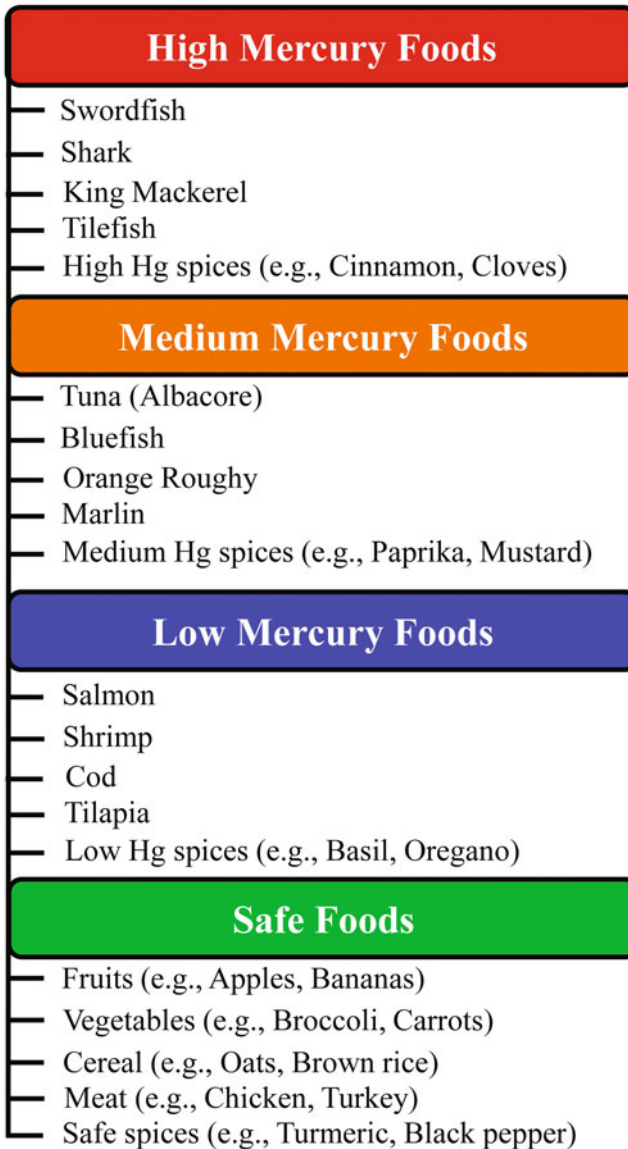 High Mercury Foods
Swordfish
Shark
King Mackerel
Tilefish
High Hg spices (e.g., Cinnamon, Cloves)
Medium Mercury Foods
Tuna (Albacore)
Bluefish
Orange Roughy
Marlin
Medium Hg spices (e.g., Paprika, Mustard)
Low Mercury Foods
Salmon
Shrimp
Cod
Tilapia
Low Hg spices (e.g., Basil, Oregano)
Safe Foods
Fruits (e.g., Apples, Bananas)
Vegetables (e.g., Broccoli, Carrots)
Cereal (e.g., Oats, Brown rice)
Meat (e.g., Chicken, Turkey)
Safe spices (e.g., Turmeric, Black pepper)